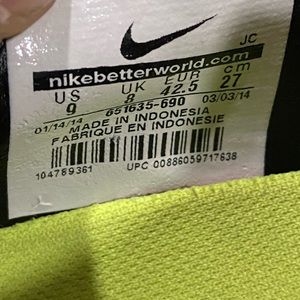 JC
nikebetterworld.com
US UK EUR cm
9 8 42.5 27
651635-690
01/14/14 03/03/14
MADE IN INDONESIA
FABRIQUE EN INDONESIA
104789361 UPC 00886059717638